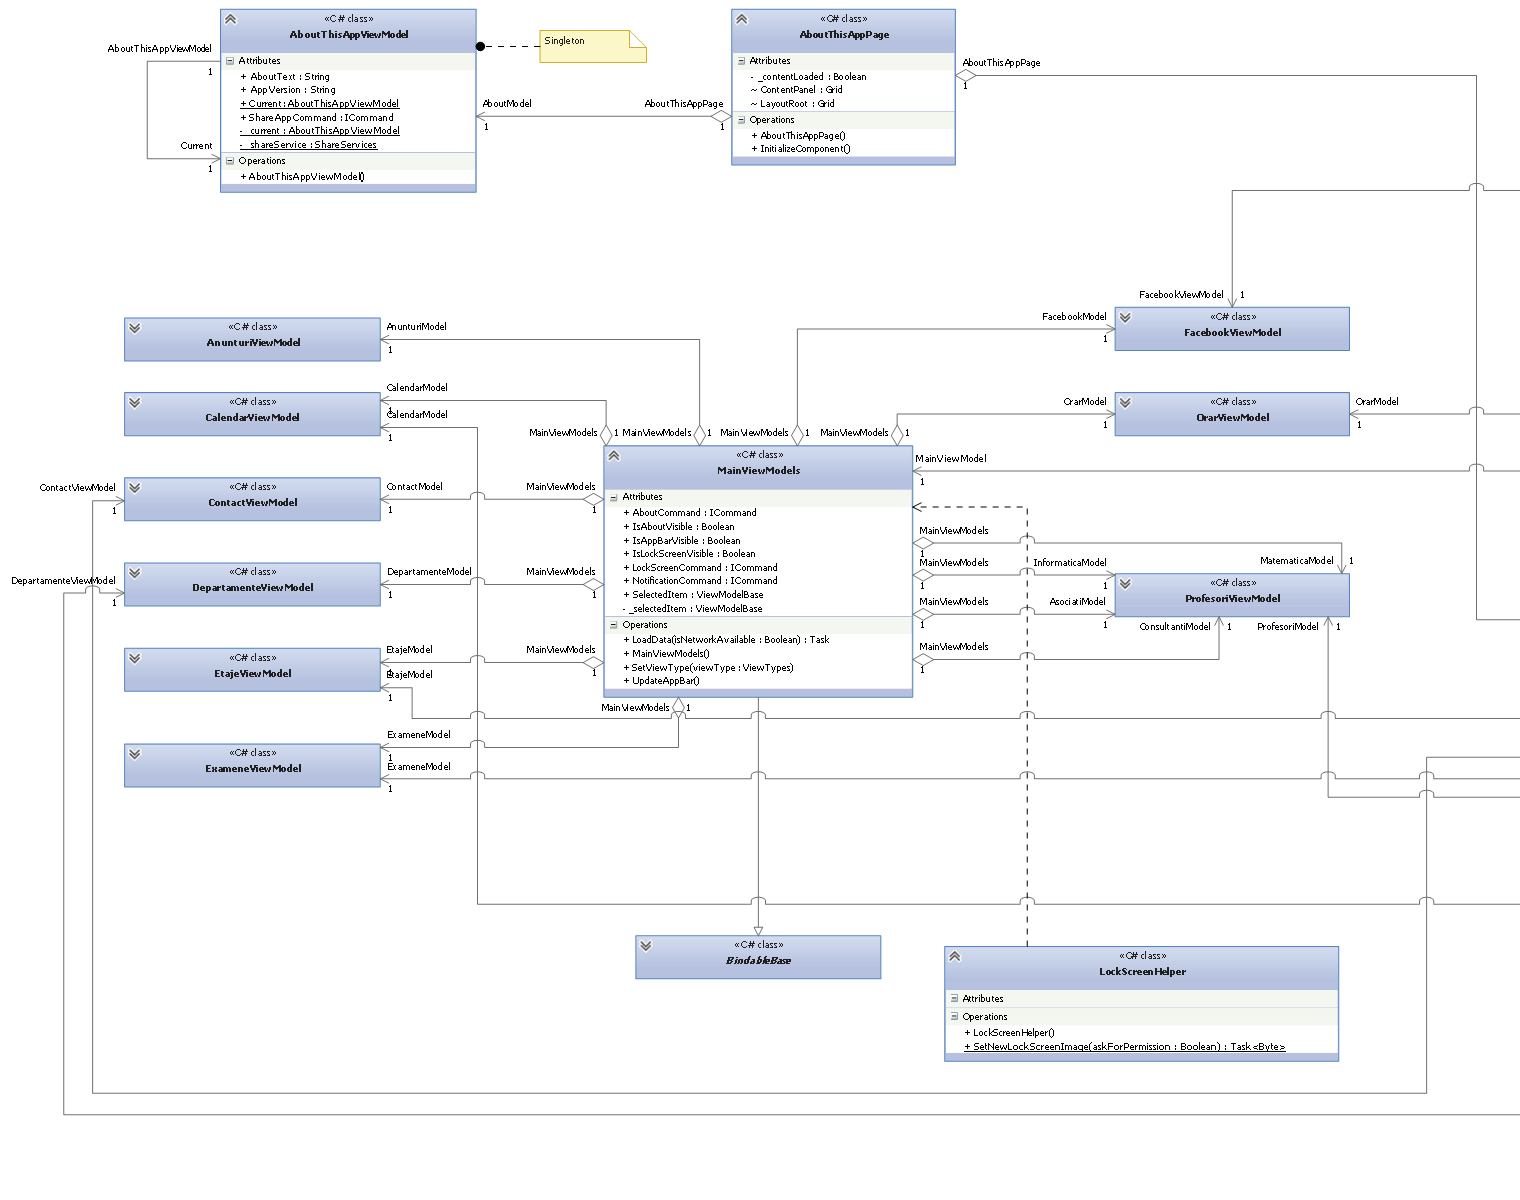 «C# class»
AboutThisAppViewModel
Attributes
+ AboutText : String
+ AppVersion : String
+ Current : AboutThisAppViewModel
+ ShareAppCommand : ICommand
- _current : AboutThisAppViewModel
- _shareService : ShareServices
Operations
+ AboutThisAppViewModel()
AboutThisAppViewModel
1
Current
1
Singleton
AboutModel
1
AboutThisAppPage
1
«C# class»
AboutThisAppPage
Attributes
- _contentLoaded : Boolean
~ ContentPanel : Grid
~ LayoutRoot : Grid
Operations
+ AboutThisAppPage()
+ InitializeComponent()
AboutThisAppPage
1
FacebookViewModel 1
«C# class»
FacebookViewModel
FacebookModel
1
«C# class»
AnunturiViewModel
AnunturiModel
1
«C# class»
CalendarViewModel
CalendarModel
1
CalendarModel
1
OrarModel
1
«C# class»
OrarViewModel
OrarModel
1
MainViewModels 1
MainViewModels 1
MainViewModels 1
MainViewModels 1
«C# class»
MainViewModels
Attributes
+ AboutCommand : ICommand
+ IsAboutVisible : Boolean
+ IsAppBarVisible : Boolean
+ IsLockScreenVisible : Boolean
+ LockScreenCommand : ICommand
+ NotificationCommand : ICommand
+ SelectedItem : ViewModelBase
- _selectedItem : ViewModelBase
Operations
+ LoadData(isNetworkAvailable : Boolean) : Task
+ MainViewModels()
+ SetViewType(viewType : ViewTypes)
+ UpdateAppBar()
MainViewModel
1
ContactViewModel
1
«C# class»
ContactViewModel
ContactModel
1
MainViewModels
1
DepartamenteViewModel
1
«C# class»
DepartamenteViewModel
DepartamenteModel
1
MainViewModels
1
«C# class»
EtajeViewModel
EtajeModel
1
EtajeModel
1
MainViewModels
1
MainViewModels 1
«C# class»
ExameneViewModel
ExameneModel
1
ExameneModel
1
MainViewModels
1
MatematicaModel
1
MainViewModels
1
InformaticaModel
1
MainViewModels
1
AsociatiModel
1
MainViewModels
1
ConsultantiModel 1
ProfesoriModel 1
«C# class»
ProfesoriViewModel
«C# class»
BindableBase
«C# class»
LockScreenHelper
Attributes
Operations
+ LockScreenHelper()
+ SetNewLockScreenImage(askForPermission : Boolean) : Task<Byte>